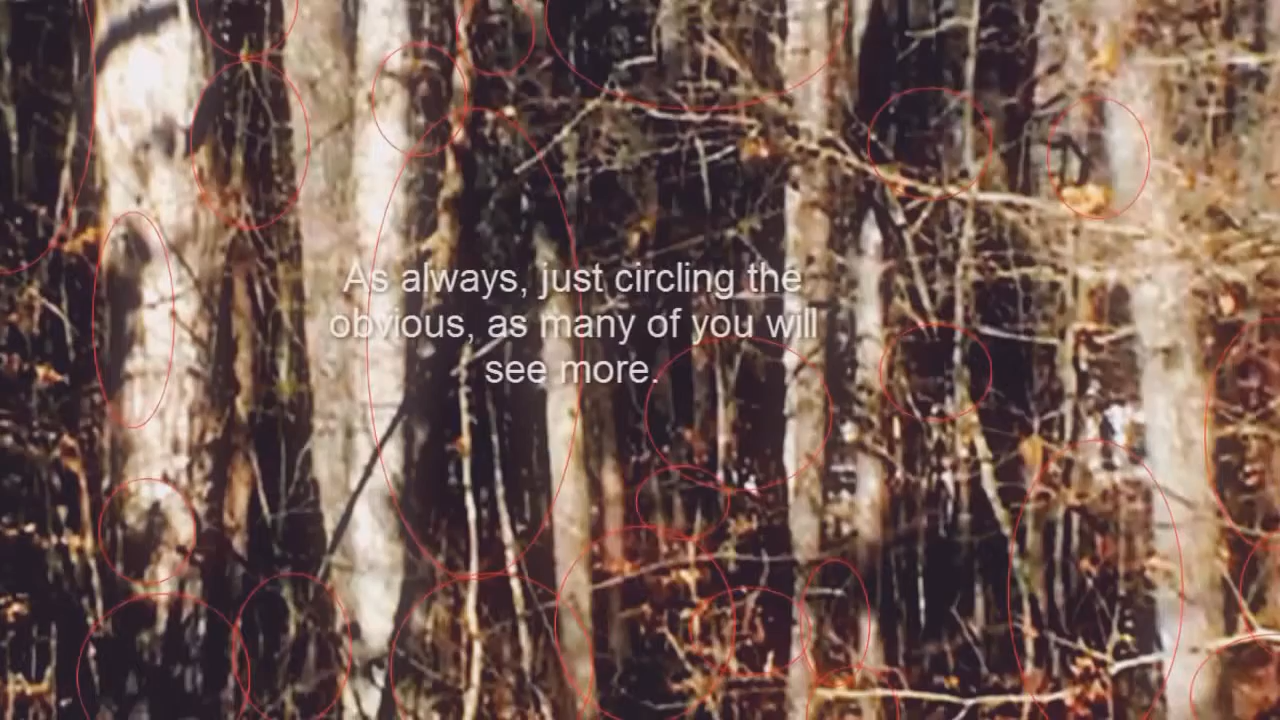 As always, just circling the
obvious, as many of you will
see more.